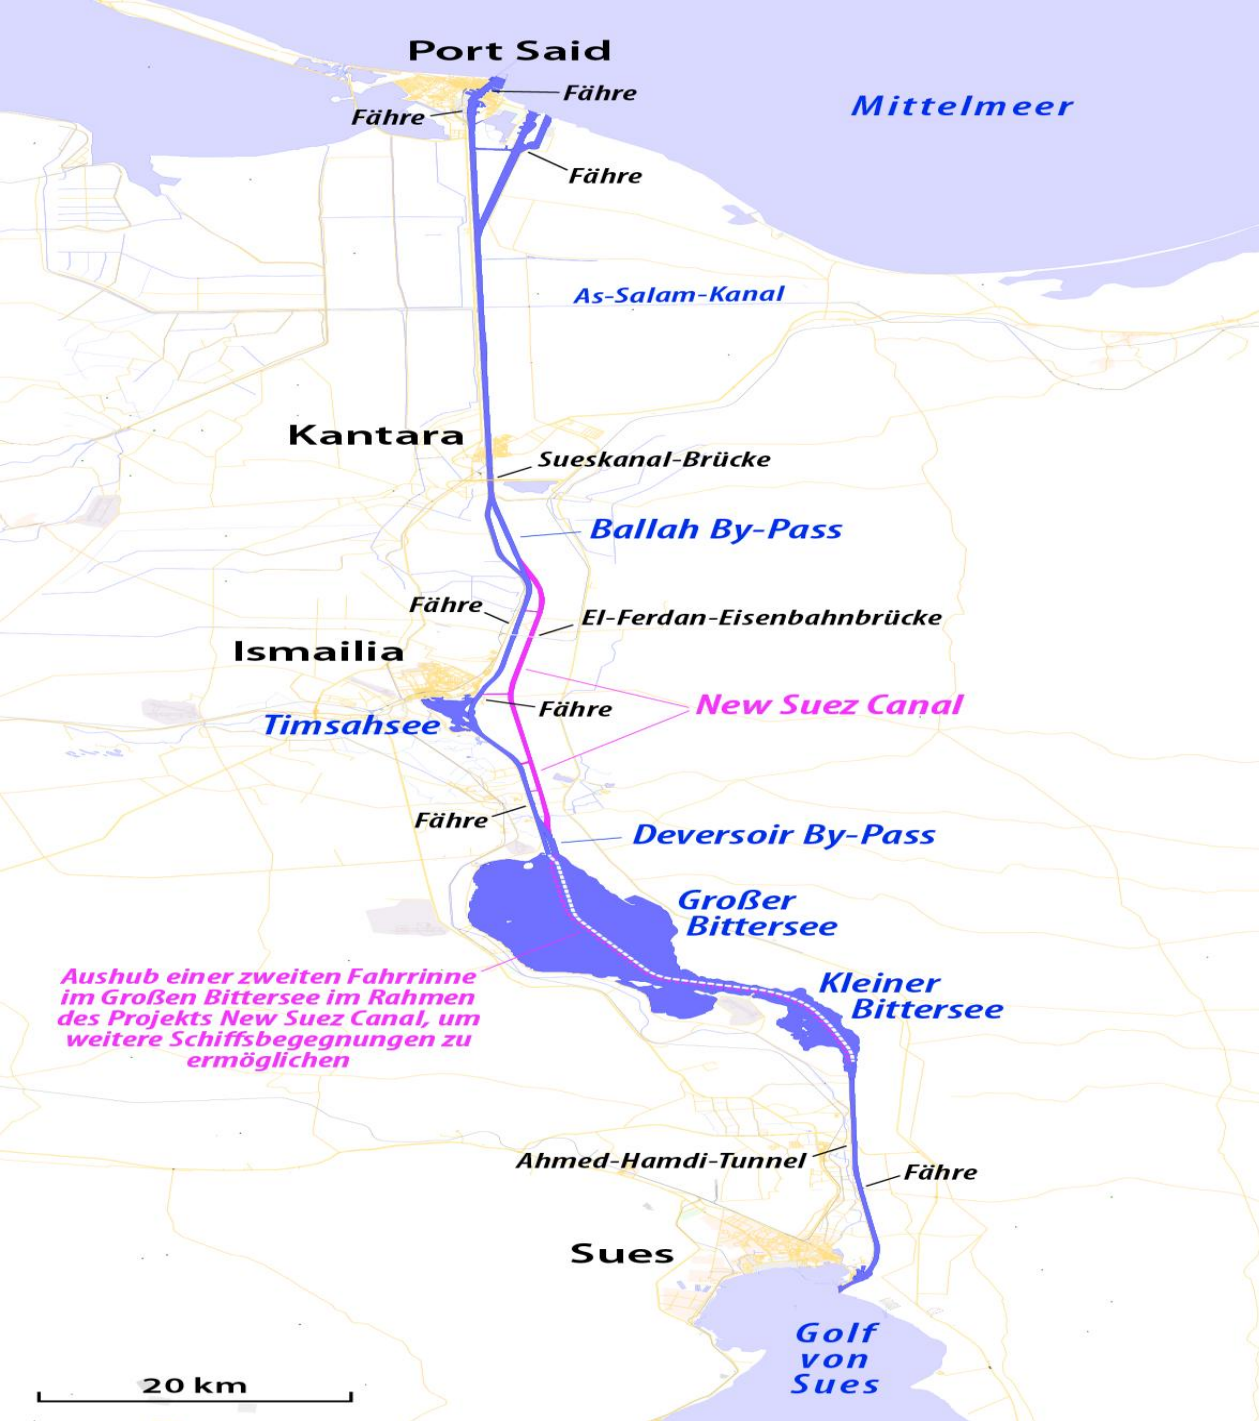 Port Said
Fähre
Mittelmeer
Fähre
Fähre
As-Salam-Kanal
Kantara
Sueskanal-Brücke
Ballah By-Pass
Fähre
El-Ferdan-Eisenbahnbrücke
Ismailia
New Suez Canal
Fähre
Timsahsee
Fähre
Deversoir By-Pass
Großer
Bittersee
Aushub einer zweiten Fahrrinne
im Großen Bittersee im Rahmen
des Projekts New Suez Canal, um
weitere Schiffsbegegnungen zu
ermöglichen
Kleiner
Bittersee
Ahmed-Hamdi-Tunnel
Fähre
Sues
Golf
von
Sues
20 km